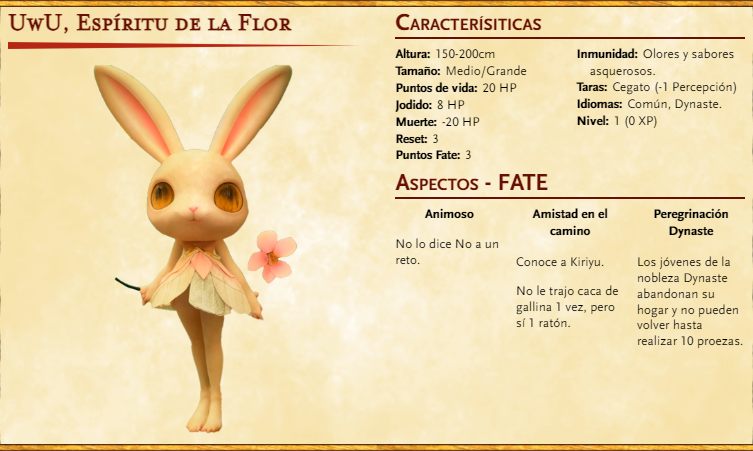 UwU, Espíritu de la Flor
Caracterísiticas
Altura: 150-200cm
Tamaño: Medio/Grande
Puntos de vida: 20 HP
Jodido: 8 HP
Muerte: -20 HP
Reset: 3
Puntos Fate: 3
Inmunidad: Olores y sabores
asquerosos.
Taras: Cegato (-1 Percepción)
Idiomas: Común, Dynaste.
Nivel: 1 (0 XP)
Aspectos - FATE
Animoso
No lo dice No a un
reto.
Amistad en el
camino
Conoce a Kiriyu.
No le trajo caca de
gallina 1 vez, pero
sí 1 ratón.
Peregrinación
Dynaste
Los jóvenes de la
nobleza Dynaste
abandonan su
hogar y no pueden
volver hasta
realizar 10 proezas.